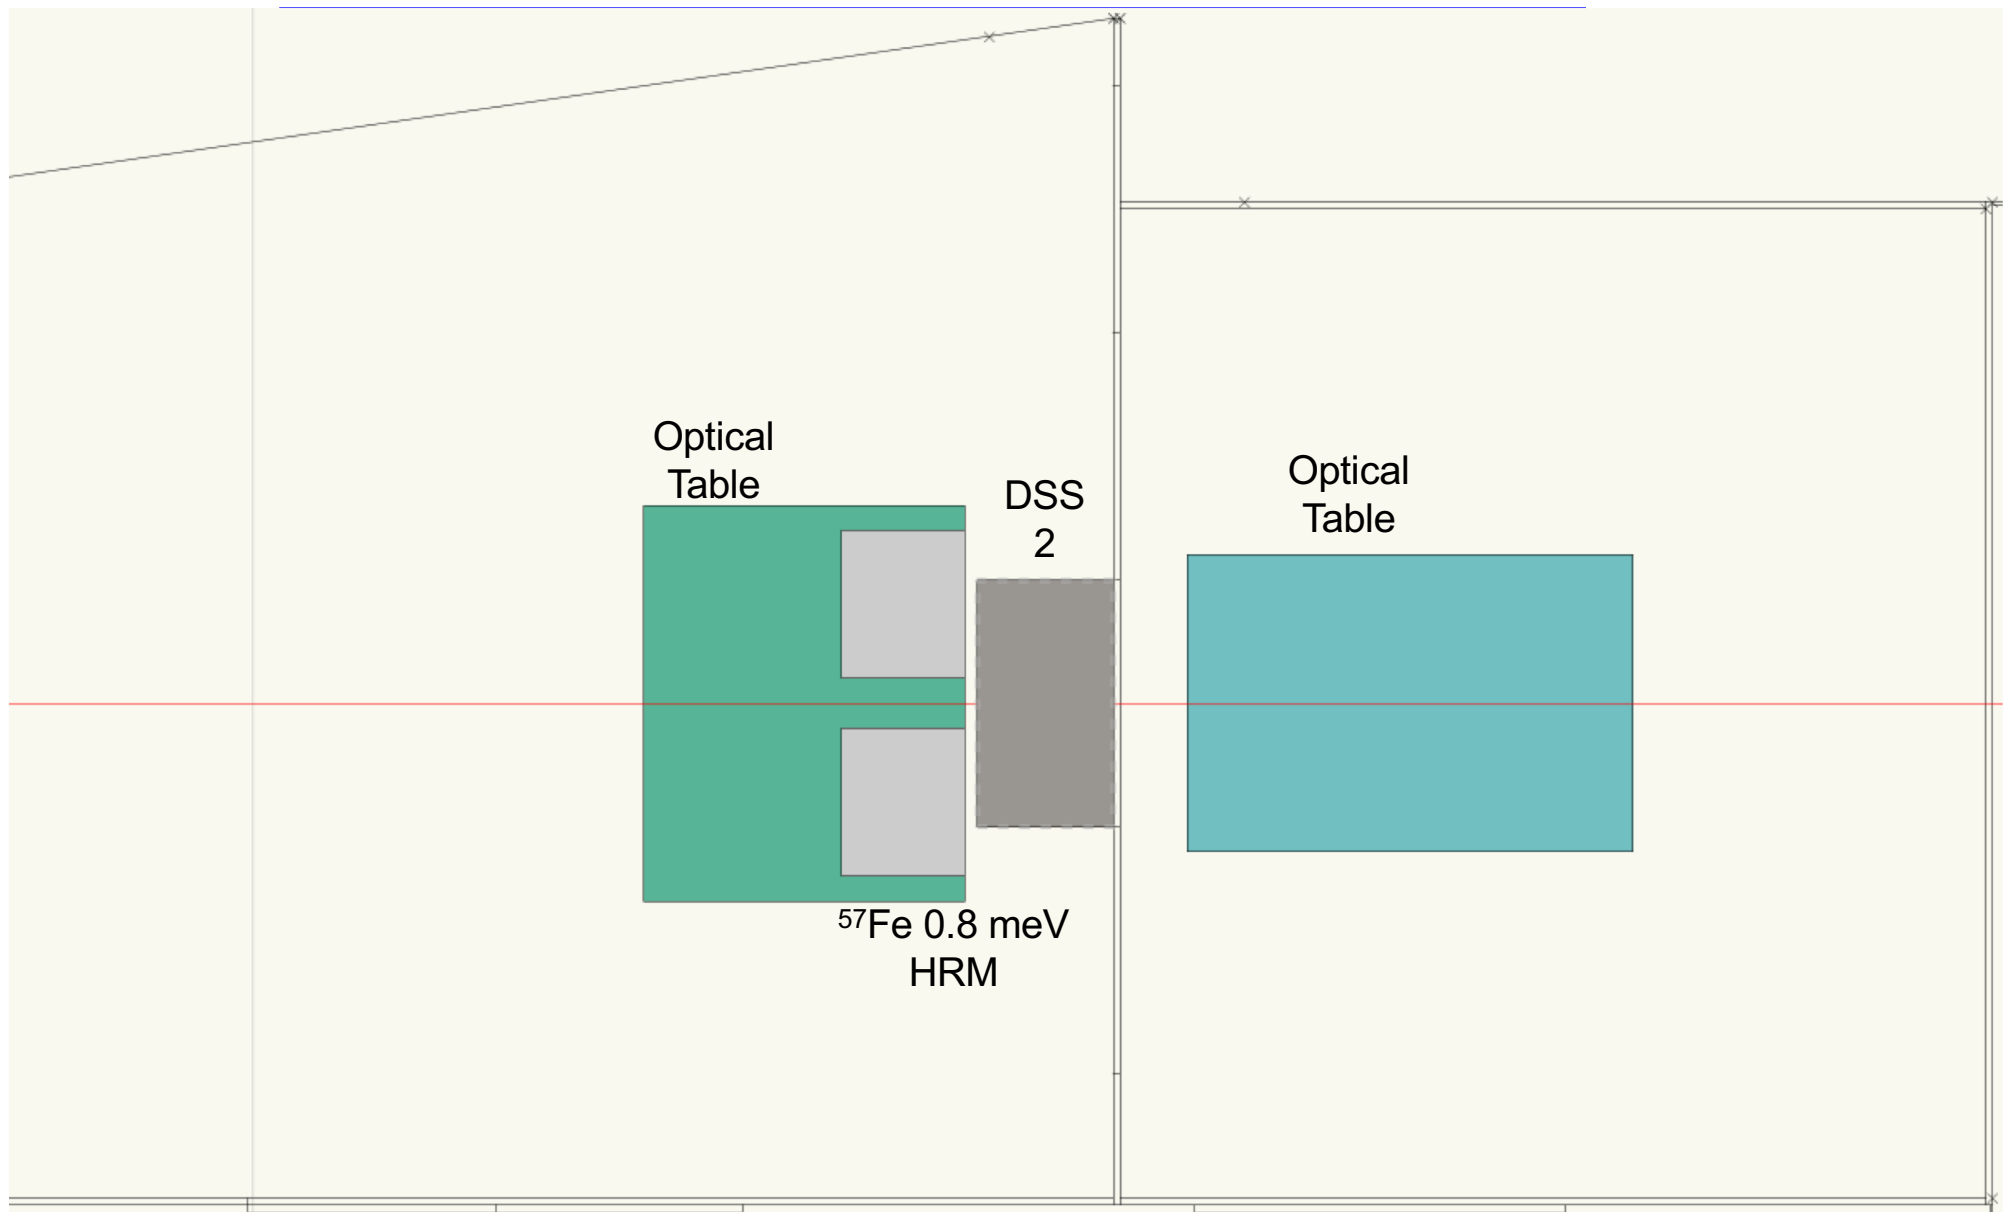 Optical
Table
DSS
2
Optical
Table
⁵⁷Fe 0.8 meV
HRM